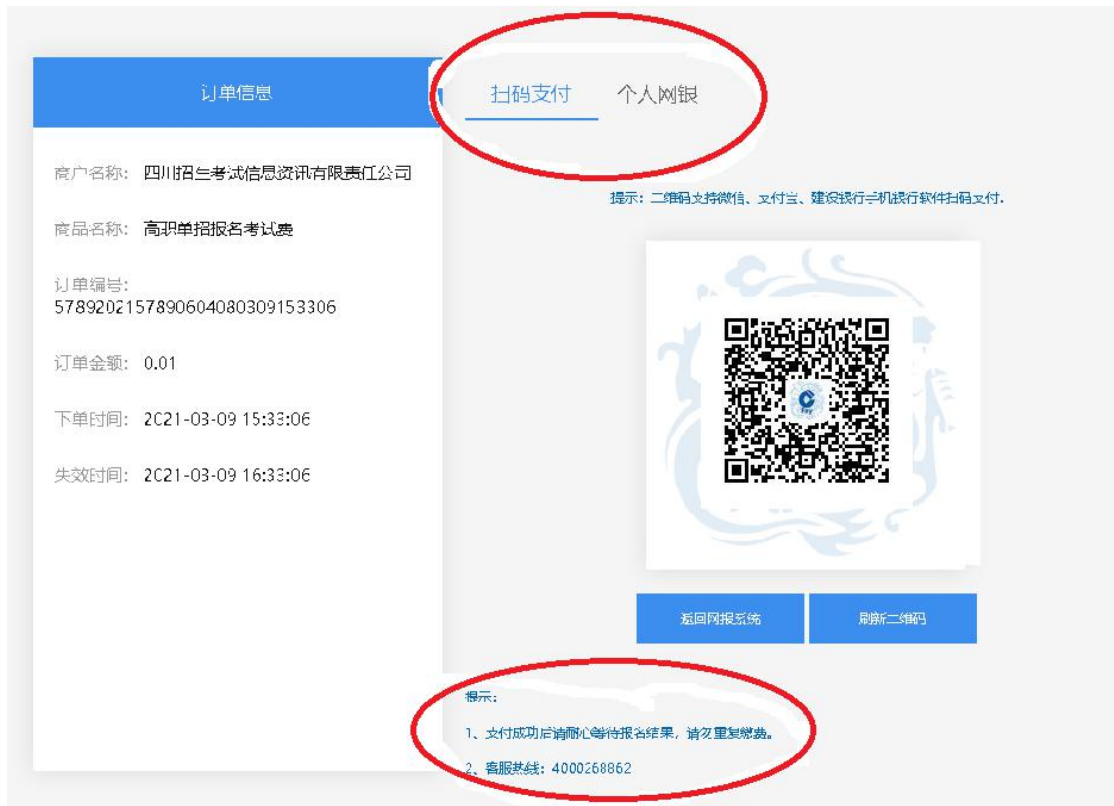 订单信息
商户名称: 四川招生考试信息资讯有限责任公司
商品名称: 高职单招报名考试费
订单编号:
578920215789060408030915330​6
订单金额: 0.01
下单时间: 2021-03-09 15:33:06
失效时间: 2021-03-09 16:33:06
扫码支付 个人网银
提示: 二维码支持微信、支付宝、建设银行手机银行软件扫码支付.
返回网报系统 刷新二维码
提示:
1、支付成功后请耐心等待报名结果, 请勿重复缴费。
2、客服热线: 4000268862